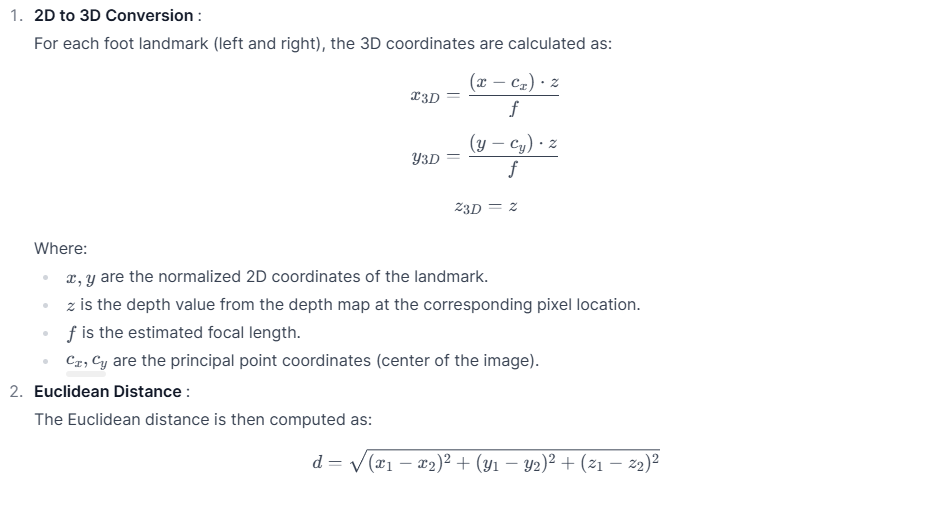 1. 2D to 3D Conversion :
For each foot landmark (left and right), the 3D coordinates are calculated as:
x_{3D} = \frac{(x - c_x) \cdot z}{f}
y_{3D} = \frac{(y - c_y) \cdot z}{f}
z_{3D} = z
Where:
• x, y are the normalized 2D coordinates of the landmark.
• z is the depth value from the depth map at the corresponding pixel location.
• f is the estimated focal length.
• c_x, c_y are the principal point coordinates (center of the image).
2. Euclidean Distance :
The Euclidean distance is then computed as:
d = \sqrt{(x_1 - x_2)^2 + (y_1 - y_2)^2 + (z_1 - z_2)^2}